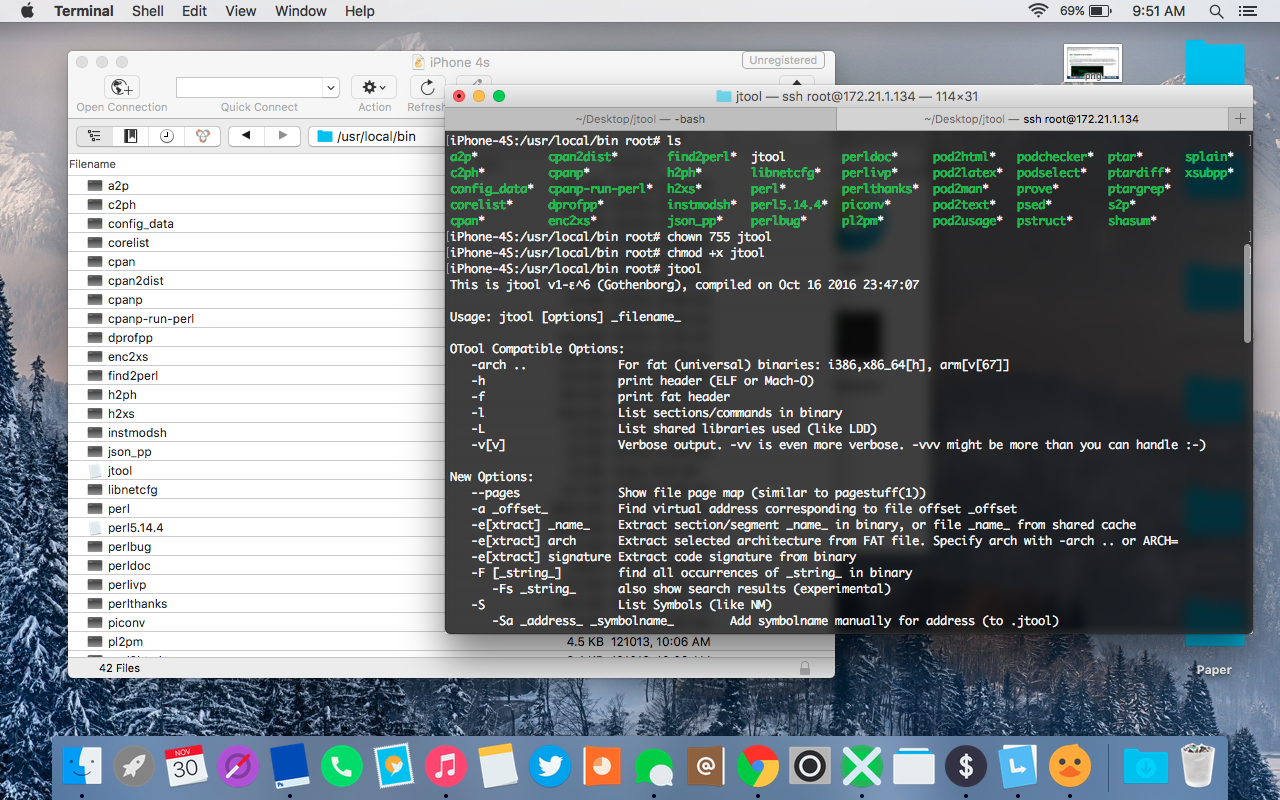 Terminal Shell Edit View Window Help 69% 9:51 AM
.png
iPhone 4s Unregistered
Open Connection Quick Connect Action Refresh
/usr/local/bin
Filename
a2p
c2ph
config_data
corelist
cpan
cpan2dist
cpanp
cpanp-run-perl
dprofpp
enc2xs
find2perl
h2ph
h2xs
instmodsh
json_pp
jtool
libnetcfg
perl
perl5.14.4
perlbug
perldoc
perlivp
perlthanks
piconv
pl2pm
4.5 KB 121013, 10:06 AM
42 Files
jtool — ssh root@172.21.1.134 — 114×31
~/Desktop/jtool — -bash ~/Desktop/jtool — ssh root@172.21.1.134
[iPhone-4S:/usr/local/bin root# ls ]
a2p* cpan2dist* find2perl* jtool perldoc* pod2html* podchecker* ptar* splain*
c2ph* cpanp* h2ph* libnetcfg* perlivp* pod2latex* podselect* ptardiff* xsubpp*
config_data* cpanp-run-perl* h2xs* perl* perlthanks* pod2man* prove* ptargrep*
corelist* dprofpp* instmodsh* perl5.14.4* piconv* pod2text* psed* s2p*
cpan* enc2xs* json_pp* perlbug* pl2pm* pod2usage* pstruct* shasum*
[iPhone-4S:/usr/local/bin root# chown 755 jtool ]
[iPhone-4S:/usr/local/bin root# chmod +x jtool ]
[iPhone-4S:/usr/local/bin root# jtool ]
This is jtool v1-ε^6 (Gothenborg), compiled on Oct 16 2016 23:47:07
Usage: jtool [options] _filename_
OTool Compatible Options:
-arch .. For fat (universal) binaries: i386,x86_64[h], arm[v[67]]
-h print header (ELF or Mach-O)
-f print fat header
-l List sections/commands in binary
-L List shared libraries used (like LDD)
-v[v] Verbose output. -vv is even more verbose. -vvv might be more than you can handle :-)
New Options:
--pages Show file page map (similar to pagestuff(1))
-a _offset_ Find virtual address corresponding to file offset _offset
-e[xtract] _name_ Extract section/segment _name_ in binary, or file _name_ from shared cache
-e[xtract] arch Extract selected architecture from FAT file. Specify arch with -arch .. or ARCH=
-e[xtract] signature Extract code signature from binary
-F [_string_] find all occurrences of _string_ in binary
-Fs _string_ also show search results (experimental)
-S List Symbols (like NM)
-Sa _address_ _symbolname_ Add symbolname manually for address (to .jtool)
Paper
NOV
30